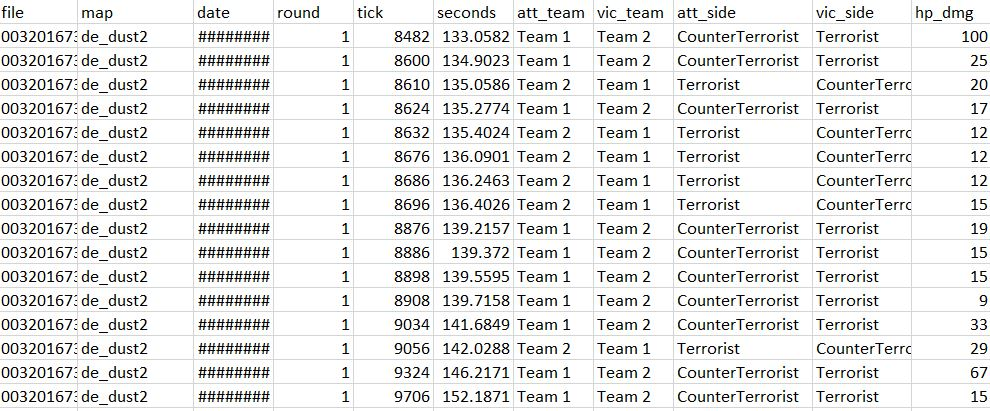 file map date round tick seconds att_team vic_team att_side vic_side hp_dmg
003201673 de_dust2 ######## 1 8482 133.0582 Team 1 Team 2 CounterTerrorist Terrorist 100
003201673 de_dust2 ######## 1 8600 134.9023 Team 1 Team 2 CounterTerrorist Terrorist 25
003201673 de_dust2 ######## 1 8610 135.0586 Team 2 Team 1 Terrorist CounterTerro 20
003201673 de_dust2 ######## 1 8624 135.2774 Team 1 Team 2 CounterTerrorist Terrorist 17
003201673 de_dust2 ######## 1 8632 135.4024 Team 2 Team 1 Terrorist CounterTerro 12
003201673 de_dust2 ######## 1 8676 136.0901 Team 2 Team 1 Terrorist CounterTerro 12
003201673 de_dust2 ######## 1 8686 136.2463 Team 2 Team 1 Terrorist CounterTerro 12
003201673 de_dust2 ######## 1 8696 136.4026 Team 2 Team 1 Terrorist CounterTerro 15
003201673 de_dust2 ######## 1 8876 139.2157 Team 1 Team 2 CounterTerrorist Terrorist 19
003201673 de_dust2 ######## 1 8886 139.372 Team 1 Team 2 CounterTerrorist Terrorist 15
003201673 de_dust2 ######## 1 8898 139.5595 Team 1 Team 2 CounterTerrorist Terrorist 15
003201673 de_dust2 ######## 1 8908 139.7158 Team 1 Team 2 CounterTerrorist Terrorist 9
003201673 de_dust2 ######## 1 9034 141.6849 Team 1 Team 2 CounterTerrorist Terrorist 33
003201673 de_dust2 ######## 1 9056 142.0288 Team 2 Team 1 Terrorist CounterTerro 29
003201673 de_dust2 ######## 1 9324 146.2171 Team 1 Team 2 CounterTerrorist Terrorist 67
003201673 de_dust2 ######## 1 9706 152.1871 Team 1 Team 2 CounterTerrorist Terrorist 15